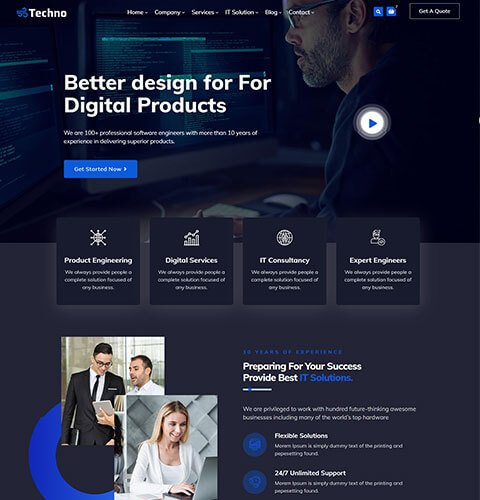 Techno
Home Company Services IT Solution Blog Contact
Get A Quote
Better design for For
Digital Products
We are 100+ professional software engineers with more than 10 years of
experience in delivering superior products.
Get Started Now
Product Engineering
We always provide people a
complete solution focused of
any business.
Digital Services
We always provide people a
complete solution focused of
any business.
IT Consultancy
We always provide people a
complete solution focused of
any business.
Expert Engineers
We always provide people a
complete solution focused of
any business.
10 YEARS OF EXPERIENCE
Preparing For Your Success
Provide Best IT Solutions.
We are privileged to work with hundred future-thinking awesome
businesses including many of the world's top hardware
Flexible Solutions
Morem Ipsum is simply dummy text of the printing and
pepesetting found.
24/7 Unlimited Support
Morem Ipsum is simply dummy text of the printing and
pepesetting found.